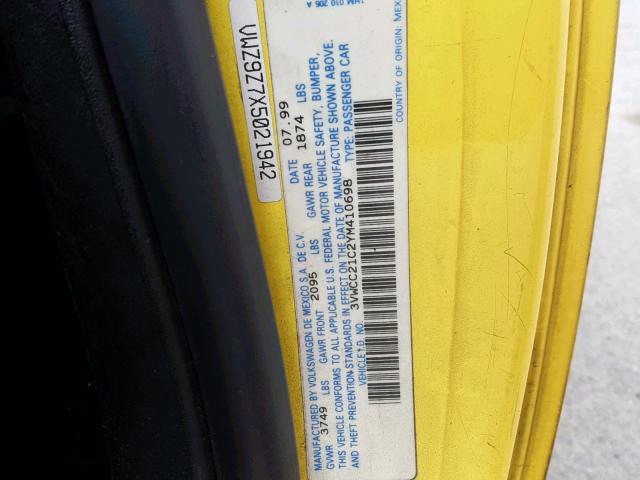 VWZ9Z7X5021942
MANUFACTURED BY VOLKSWAGEN DE MEXICO S.A. DE C.V. DATE 07.99
GVWR 3749 LBS GAWR FRONT 2095 LBS GAWR REAR 1874 LBS
THIS VEHICLE CONFORMS TO ALL APPLICABLE U.S. FEDERAL MOTOR VEHICLE SAFETY, BUMPER,
AND THEFT PREVENTION STANDARDS IN EFFECT ON THE DATE OF MANUFACTURE SHOWN ABOVE.
VEHICLE I.D. NO. 3VWCC21C2YM410698 TYPE: PASSENGER CAR
COUNTRY OF ORIGIN: MEX
010 206 A